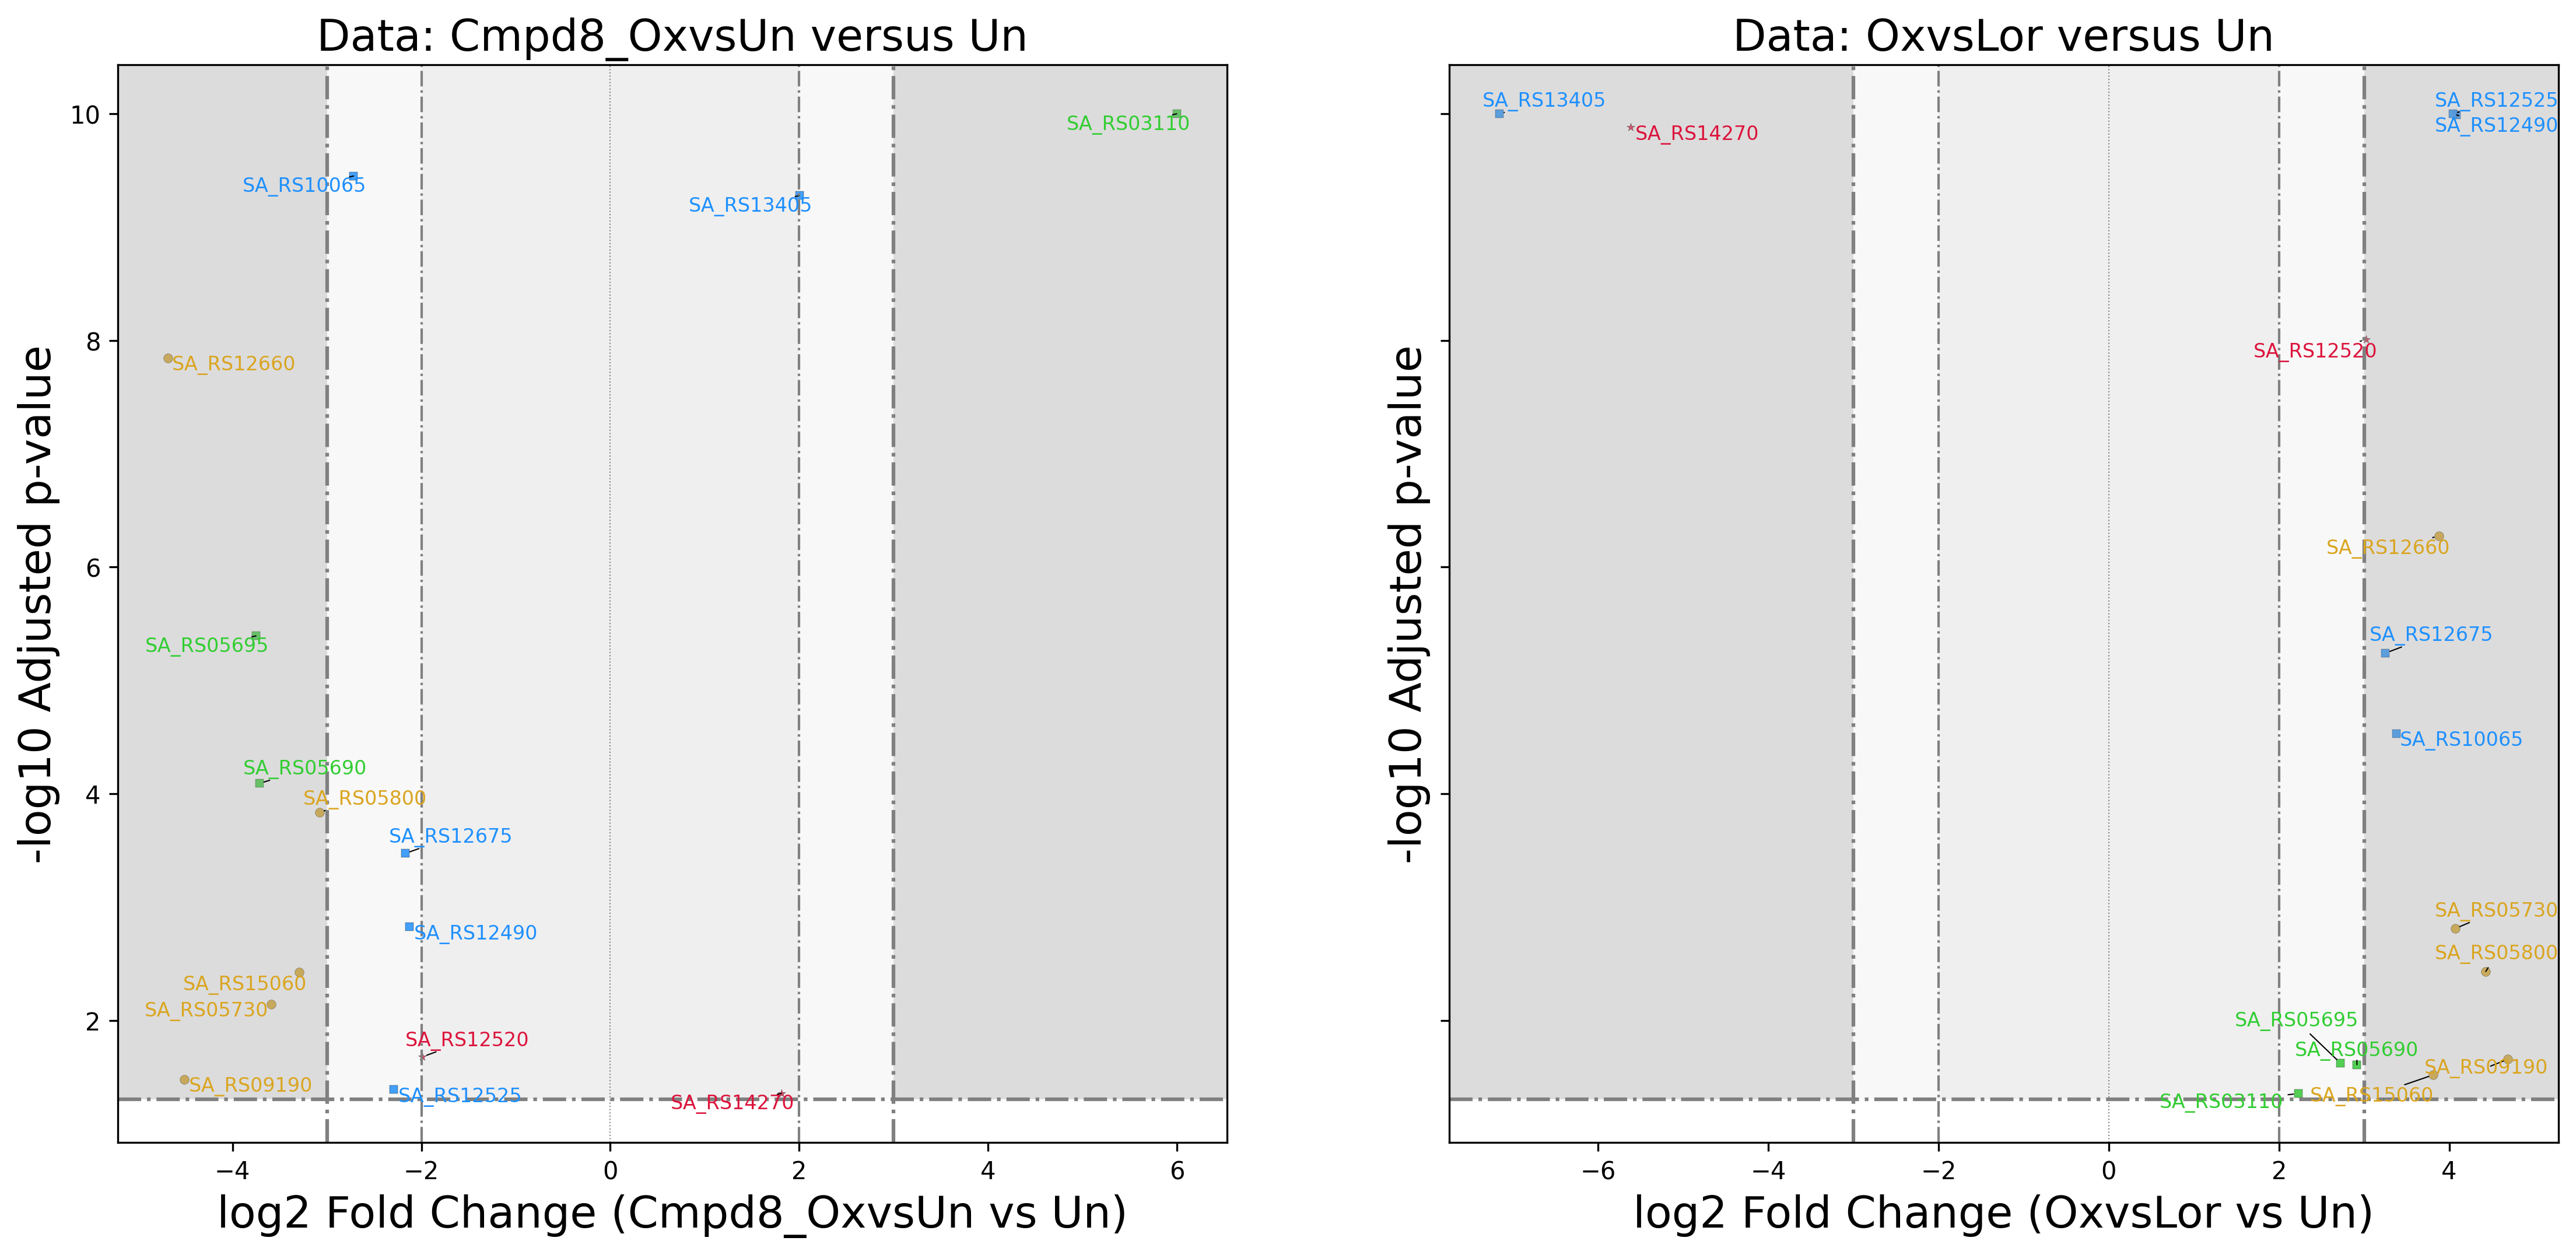 Data: Cmpd8_OxvsUn versus Un
-log10 Adjusted p-value
10
8
6
4
2
SA_RS03110
SA_RS10065
SA_RS13405
SA_RS12660
SA_RS05695
SA_RS05690
SA_RS05800
SA_RS12675
SA_RS12490
SA_RS15060
SA_RS05730
SA_RS12520
SA_RS09190
SA_RS12525
SA_RS14270
−4
−2
0
2
4
6
log2 Fold Change (Cmpd8_OxvsUn vs Un)
Data: OxvsLor versus Un
-log10 Adjusted p-value
SA_RS13405
SA_RS12525
SA_RS12490
SA_RS14270
SA_RS12520
SA_RS12660
SA_RS12675
SA_RS10065
SA_RS05730
SA_RS05800
SA_RS05695
SA_RS05690
SA_RS09190
SA_RS15060
SA_RS03110
−6
−4
−2
0
2
4
log2 Fold Change (OxvsLor vs Un)